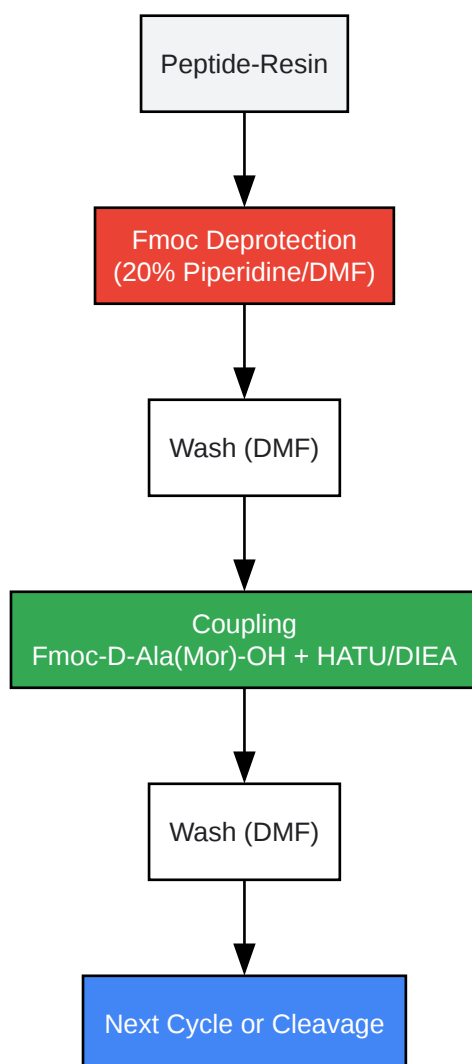 Peptide-Resin
Fmoc Deprotection
(20% Piperidine/DMF)
Wash (DMF)
Coupling
Fmoc-D-Ala(Mor)-OH + HATU/DIEA
Wash (DMF)
Next Cycle or Cleavage